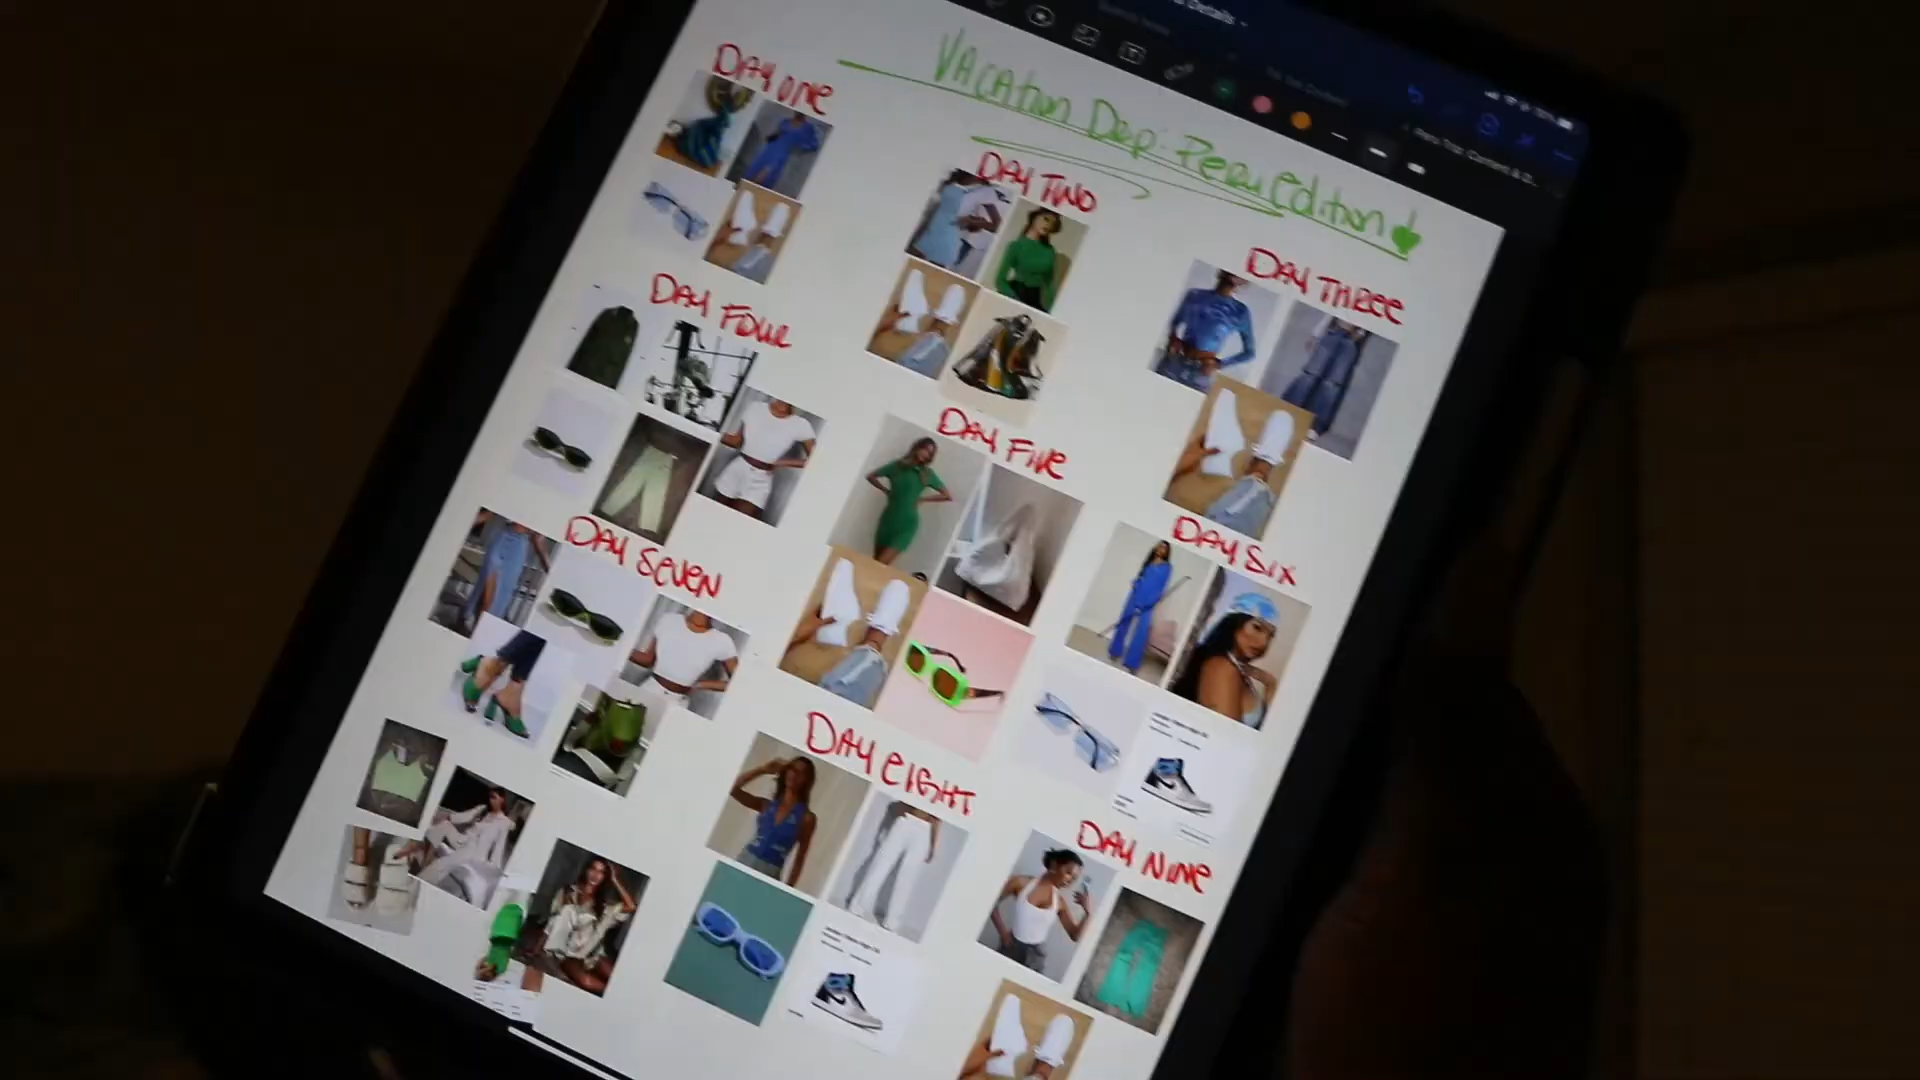 Details
VACAtion Dep: Peru Edition
DAY ONE
DAY TWO
DAY THREE
DAY FOUR
DAY FIVE
DAY SIX
DAY SEVEN
DAY EIGHT
DAY NINE